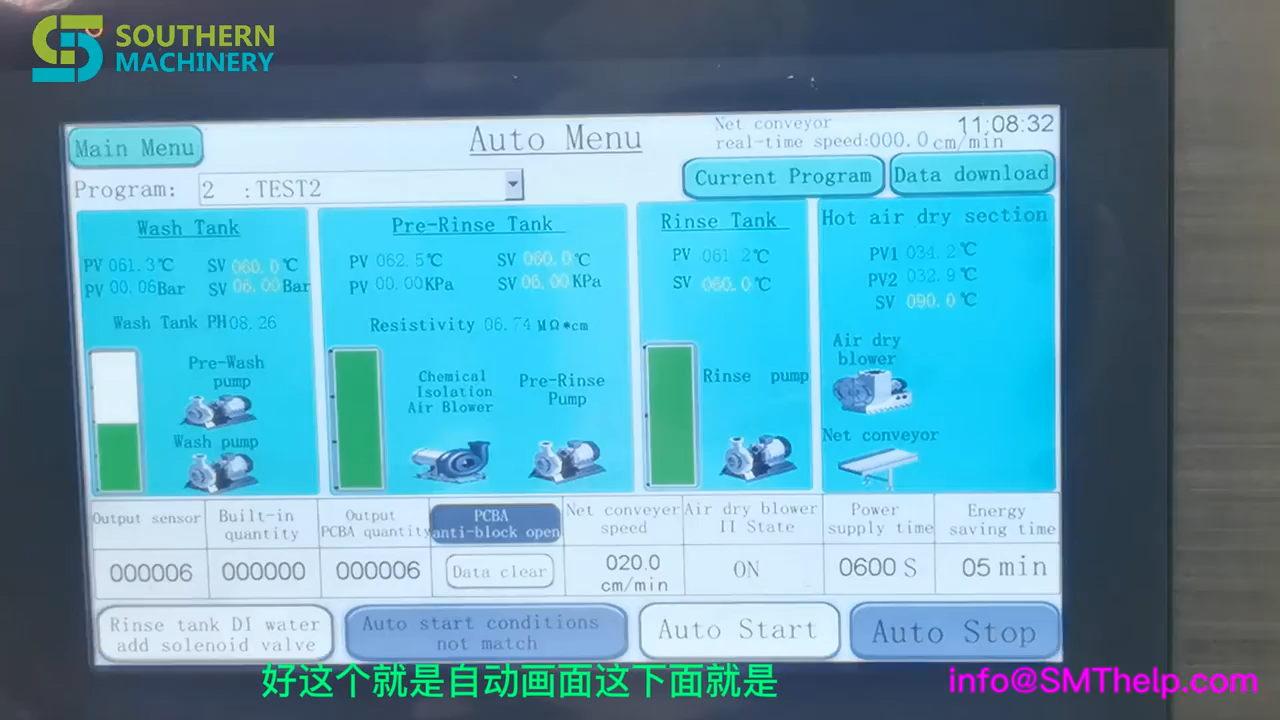 SOUTHERN
MACHINERY
Main Menu
Auto Menu
Net conveyor
real-time speed:000.0cm/min
11:08:32
Program:
2 :TEST2
Current Program
Data download
Wash Tank
PV 061.3℃ SV 060.0℃
PV 00.06Bar SV 06.00Bar
Wash Tank PH08.26
Pre-Wash
pump
Wash pump
Pre-Rinse Tank
PV 062.5℃ SV 060.0℃
PV 00.00KPa SV 06.00KPa
Resistivity 06.74 MΩ*cm
Chemical
Isolation
Air Blower
Pre-Rinse
Pump
Rinse Tank
PV 061.2℃
SV 060.0℃
Rinse pump
Hot air dry section
PV1 034.2℃
PV2 032.9℃
SV 090.0℃
Air dry
blower
Net conveyor
Output sensor
000006
Built-in
quantity
000000
Output
PCBA quantity
000006
PCBA
anti-block open
Data clear
Net conveyer
speed
020.0
cm/min
Air dry blower
II State
ON
Power
supply time
0600 S
Energy
saving time
05 min
Rinse tank DI water
add solenoid valve
Auto start conditions
not match
Auto Start
Auto Stop
好这个就是自动画面这下面就是
info@SMThelp.com